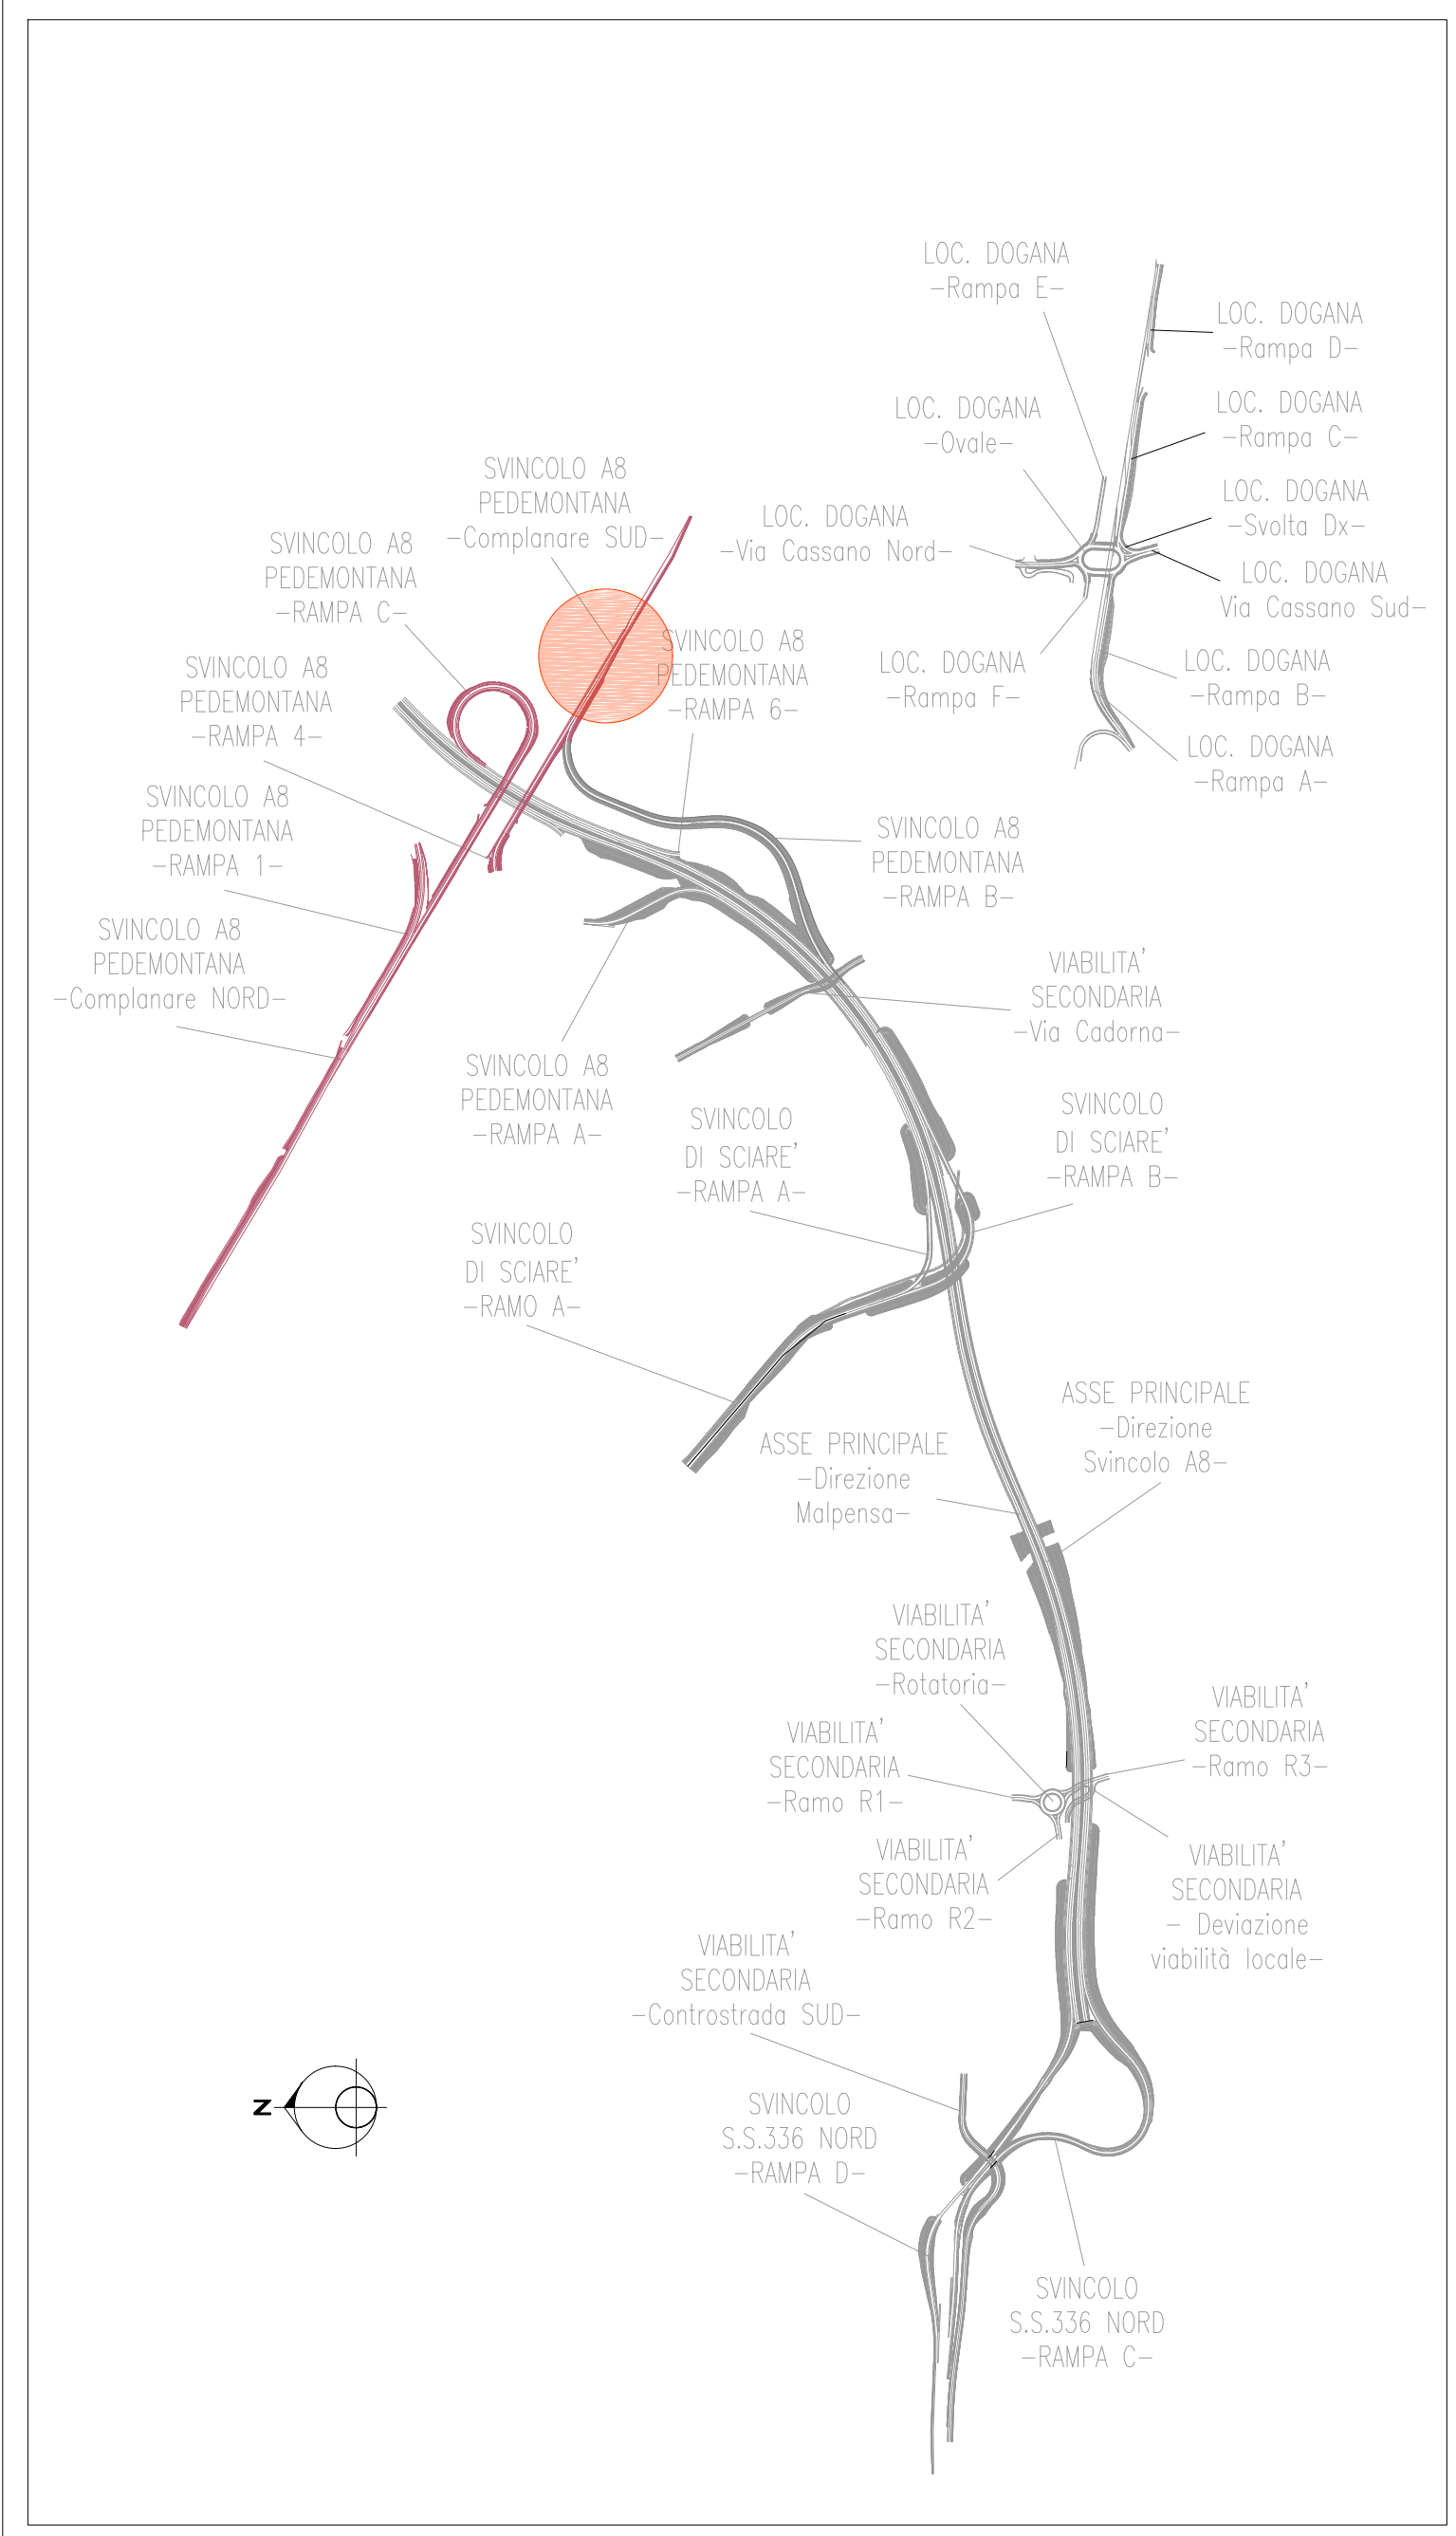 LOC. DOGANA
-Rampa E-
LOC. DOGANA
-Rampa D-
LOC. DOGANA
-Ovale-
LOC. DOGANA
-Rampa C-
SVINCOLO A8
PEDEMONTANA
-Complanare SUD-
LOC. DOGANA
-Svolta Dx-
LOC. DOGANA
-Via Cassano Nord-
SVINCOLO A8
PEDEMONTANA
-RAMPA C-
LOC. DOGANA
Via Cassano Sud-
SVINCOLO A8
PEDEMONTANA
-RAMPA 6-
LOC. DOGANA
-Rampa F-
LOC. DOGANA
-Rampa B-
SVINCOLO A8
PEDEMONTANA
-RAMPA 4-
LOC. DOGANA
-Rampa A-
SVINCOLO A8
PEDEMONTANA
-RAMPA 1-
SVINCOLO A8
PEDEMONTANA
-RAMPA B-
SVINCOLO A8
PEDEMONTANA
-Complanare NORD-
VIABILITA'
SECONDARIA
-Via Cadorna-
SVINCOLO A8
PEDEMONTANA
-RAMPA A-
SVINCOLO
DI SCIARE'
-RAMPA A-
SVINCOLO
DI SCIARE'
-RAMPA B-
SVINCOLO
DI SCIARE'
-RAMO A-
ASSE PRINCIPALE
-Direzione
Svincolo A8-
ASSE PRINCIPALE
-Direzione
Malpensa-
VIABILITA'
SECONDARIA
-Rotatoria-
VIABILITA'
SECONDARIA
-Ramo R3-
VIABILITA'
SECONDARIA
-Ramo R1-
VIABILITA'
SECONDARIA
-Ramo R2-
VIABILITA'
SECONDARIA
- Deviazione
viabilità locale-
VIABILITA'
SECONDARIA
-Controstrada SUD-
N
SVINCOLO
S.S.336 NORD
-RAMPA D-
SVINCOLO
S.S.336 NORD
-RAMPA C-